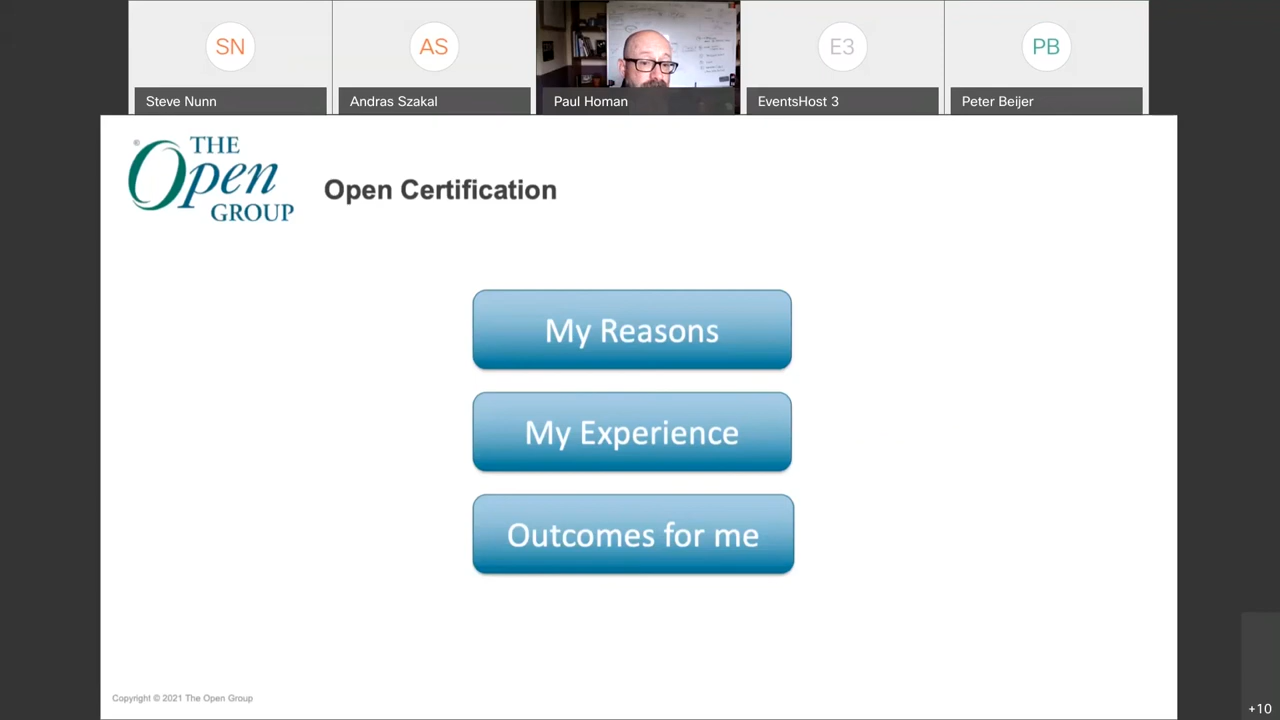 SN
AS
E3
PB
Steve Nunn
Andras Szakal
Paul Homan
EventsHost 3
Peter Beijer
® THE
Open
GROUP
Open Certification
My Reasons
My Experience
Outcomes for me
Copyright © 2021 The Open Group
+10